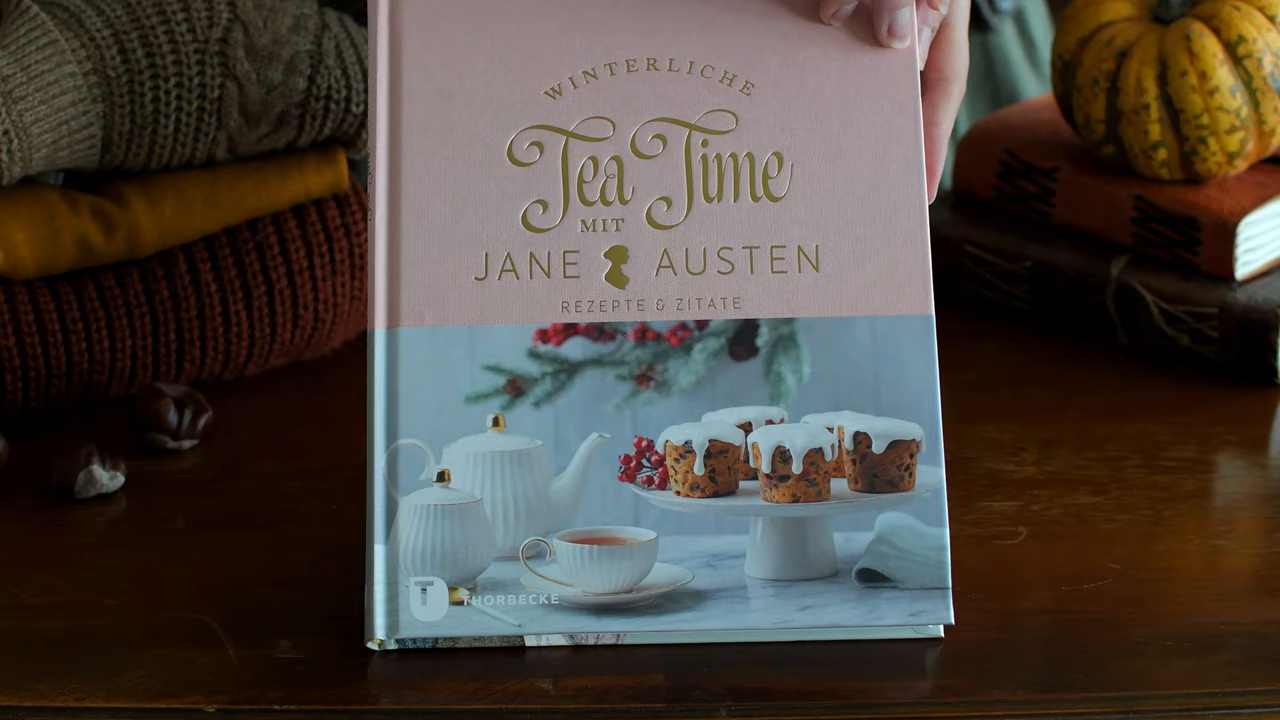 WINTERLICHE
Tea Time
MIT
JANE AUSTEN
REZEPTE & ZITATE
T THORBECKE